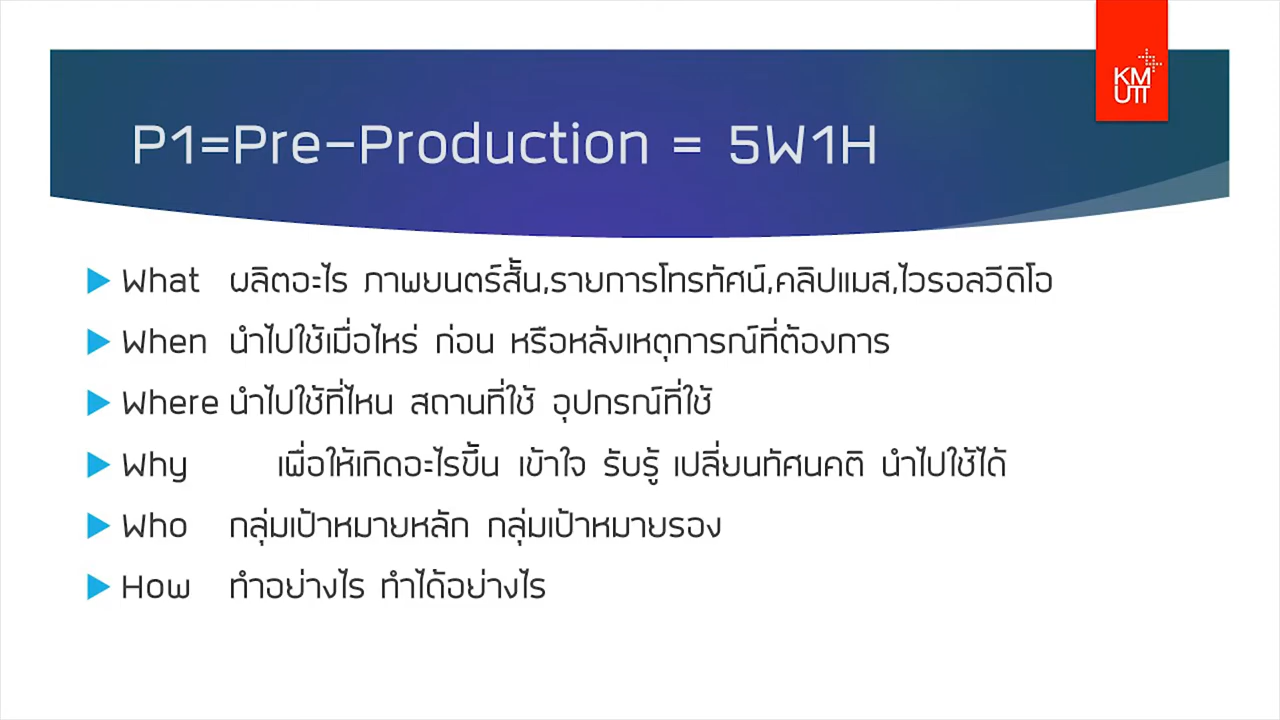 KM
UTT
P1=Pre-Production = 5W1H
What ผลิตอะไร ภาพยนตร์สั้น,รายการโทรทัศน์,คลิปแมส,ไวรอลวีดิโอ
When นำไปใช้เมื่อไหร่ ก่อน หรือหลังเหตุการณ์ที่ต้องการ
Where นำไปใช้ที่ไหน สถานที่ใช้ อุปกรณ์ที่ใช้
Why เพื่อให้เกิดอะไรขึ้น เข้าใจ รับรู้ เปลี่ยนทัศนคติ นำไปใช้ได้
Who กลุ่มเป้าหมายหลัก กลุ่มเป้าหมายรอง
How ทำอย่างไร ทำได้อย่างไร